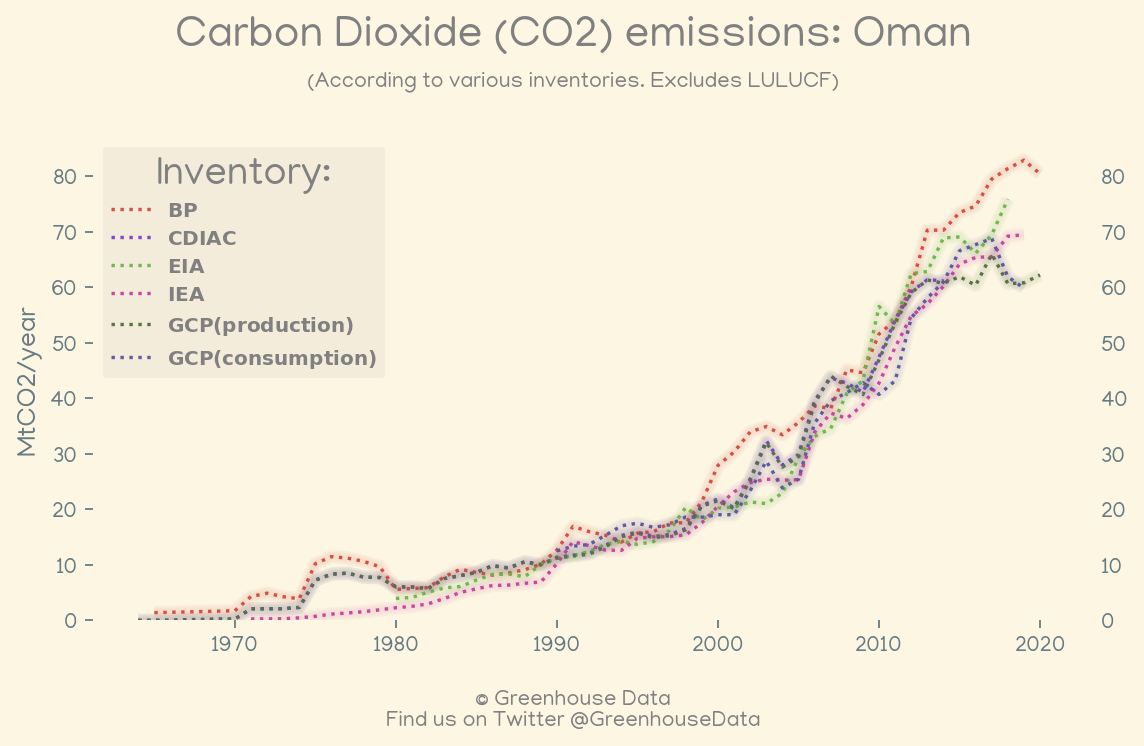 Carbon Dioxide (CO2) emissions: Oman
(According to various inventories. Excludes LULUCF)
Inventory:
BP
CDIAC
EIA
IEA
GCP(production)
GCP(consumption)
MtCO2/year
80
70
60
50
40
30
20
10
0
80
70
60
50
40
30
20
10
0
1970 1980 1990 2000 2010 2020
© Greenhouse Data
Find us on Twitter @GreenhouseData